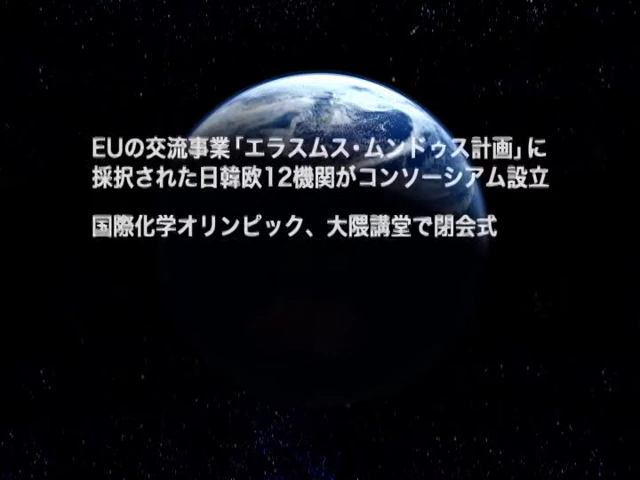 EUの交流事業「エラスムス・ムンドゥス計画」に
採択された日韓欧12機関がコンソーシアム設立
国際化学オリンピック、大隈講堂で閉会式